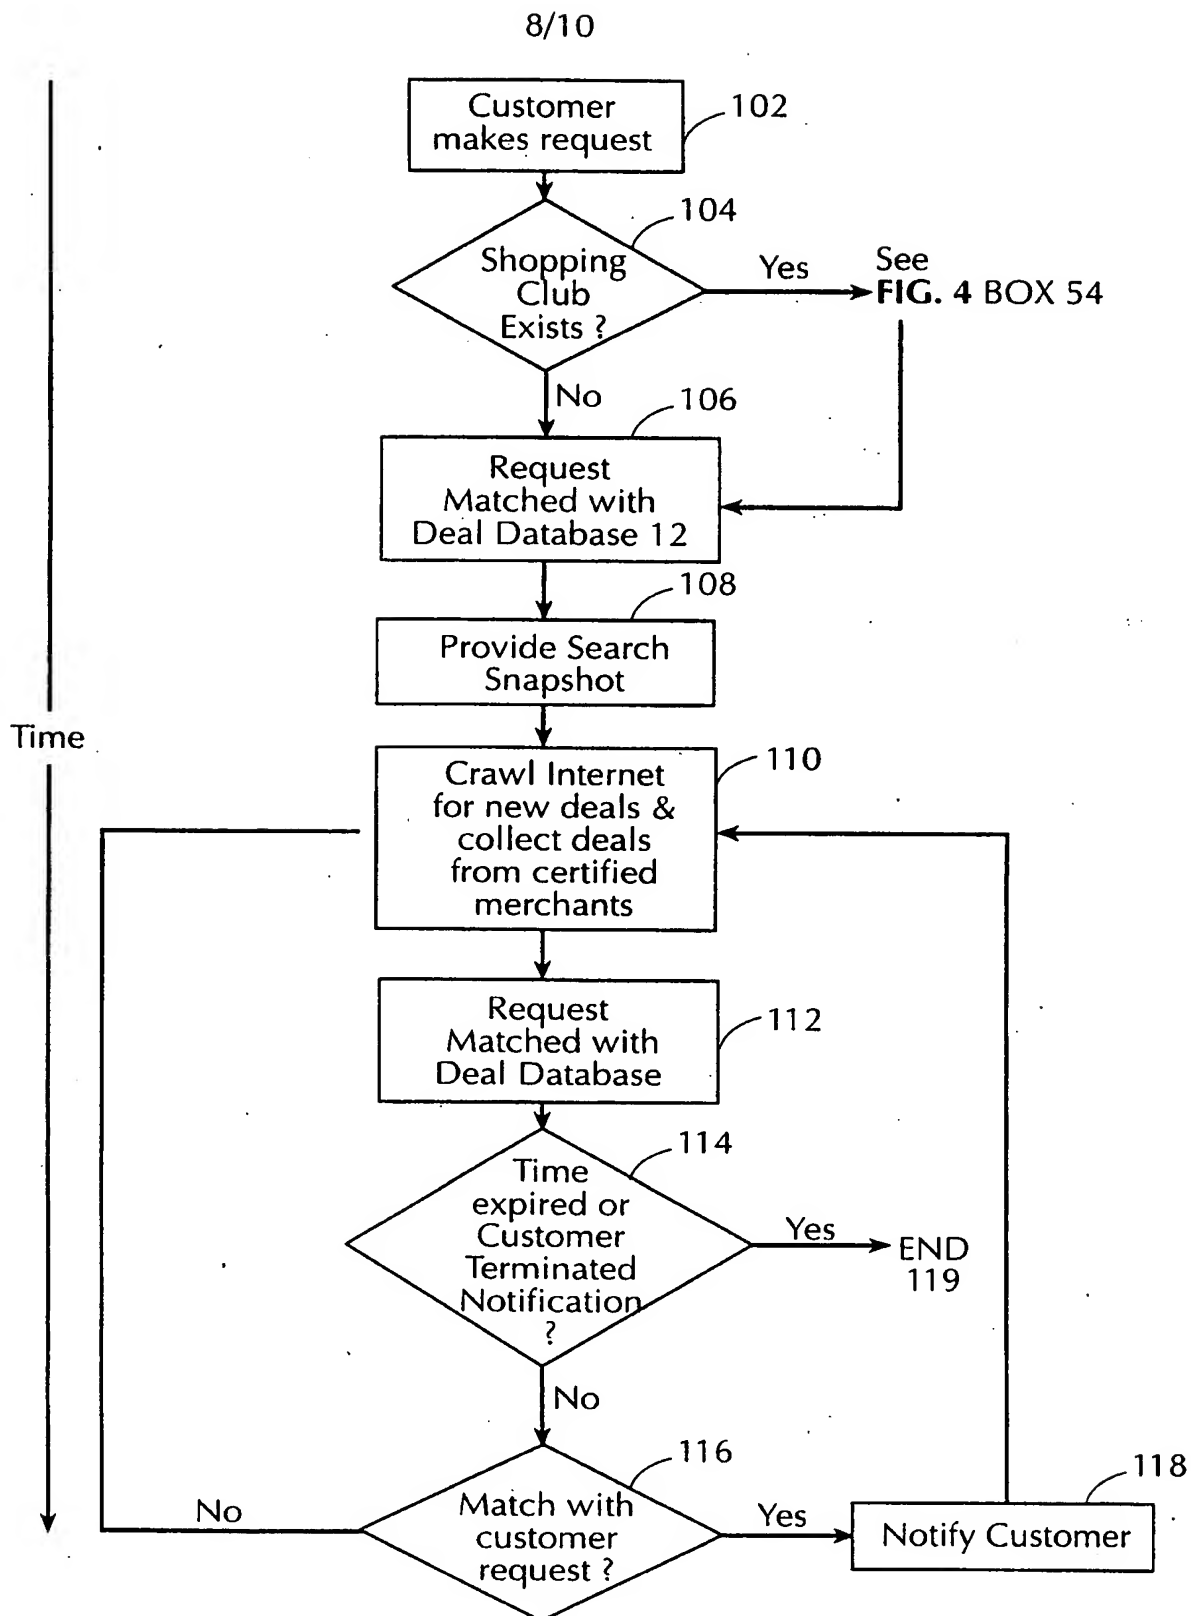 8/10
Customer
makes request
102
104
Shopping
Club
Exists ?
Yes
See
FIG. 4 BOX 54
No
106
Request
Matched with
Deal Database 12
108
Provide Search
Snapshot
Time
110
Crawl Internet
for new deals &
collect deals
from certified
merchants
Request
Matched with
Deal Database
112
114
Time
expired or
Customer
Terminated
Notification
?
Yes
END
119
No
116
118
No
Match with
customer
request ?
Yes
Notify Customer